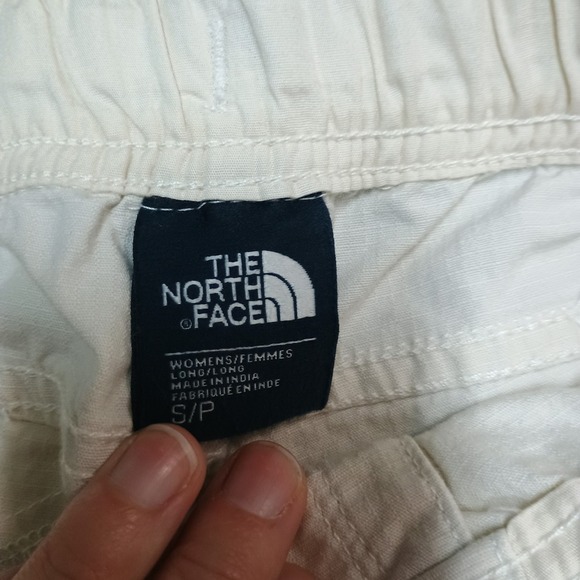 THE
NORTH
® FACE
WOMENS/FEMMES
LONG/LONG
MADE IN INDIA
FABRIQUÉ EN INDE
S/P